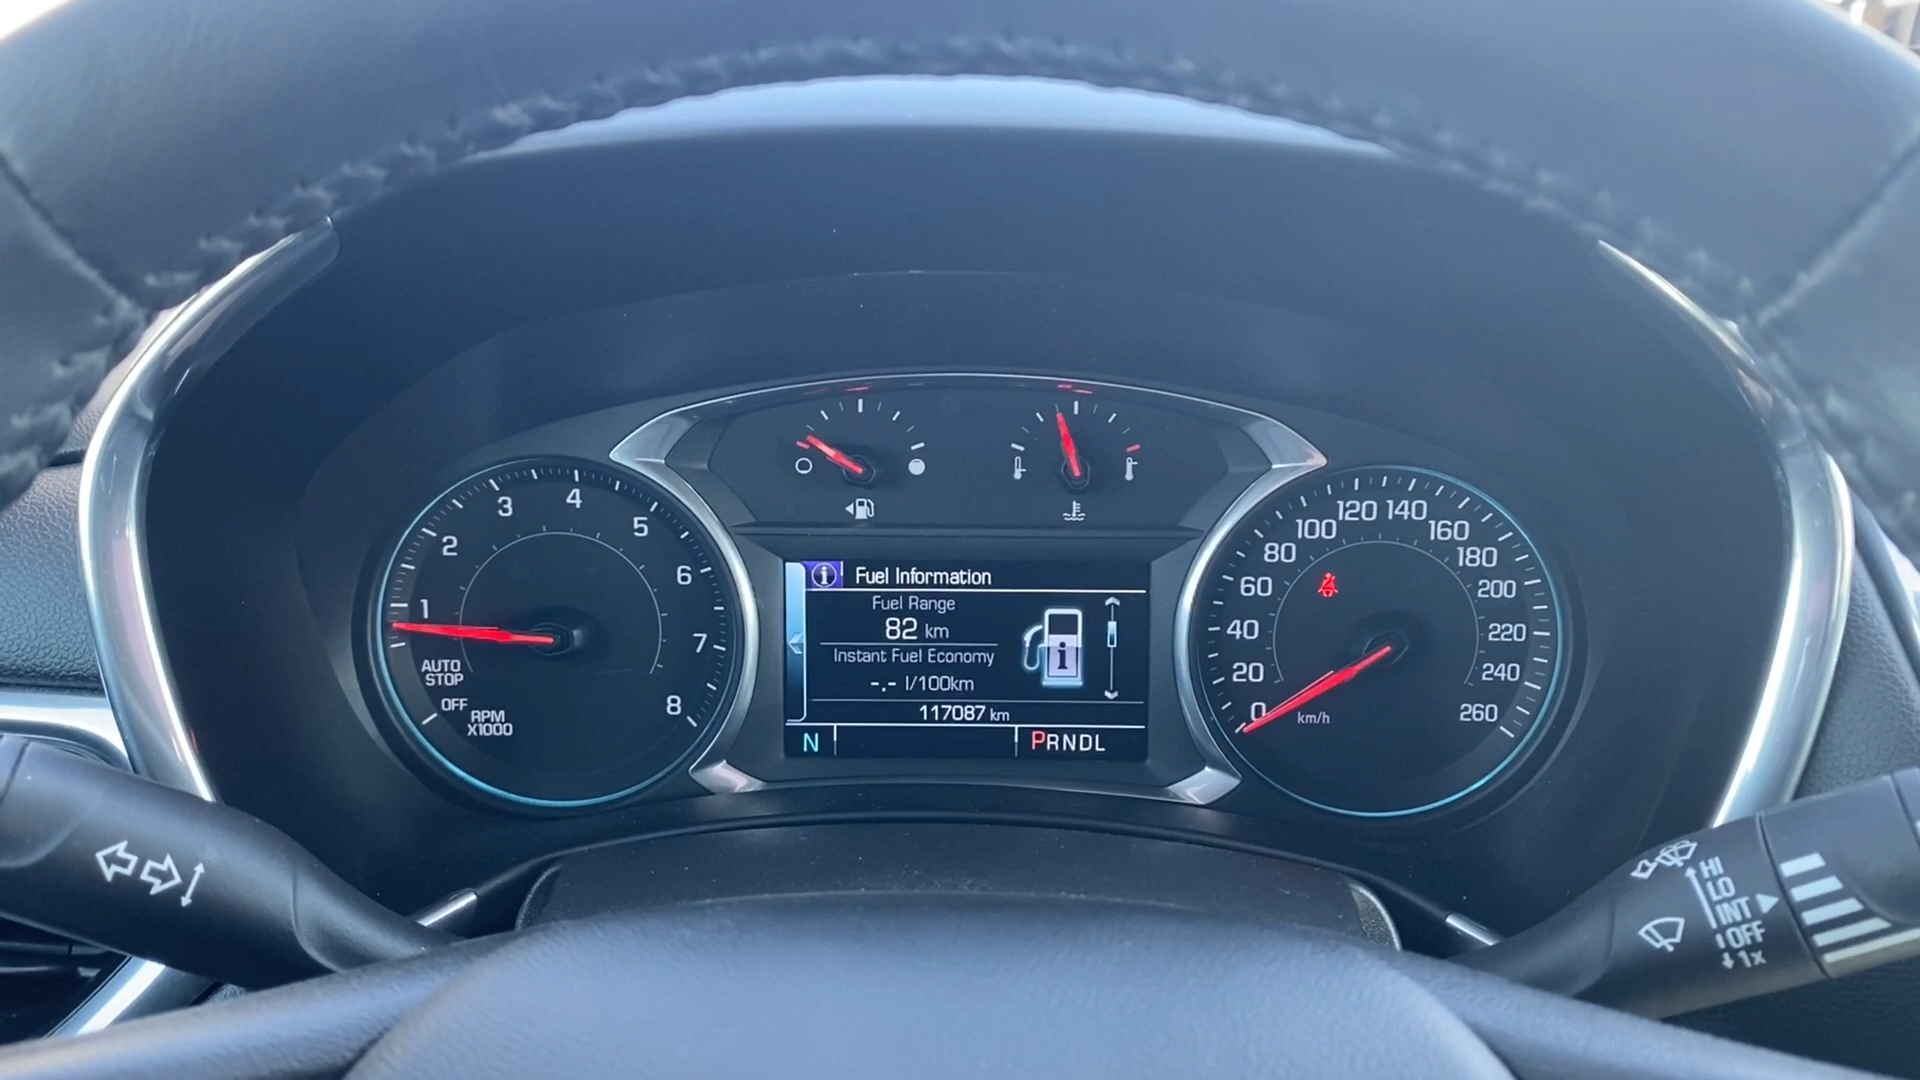 1
2
3
4
5
6
7
8
AUTO
STOP
OFF
RPM
X1000
i Fuel Information
Fuel Range
82 km
Instant Fuel Economy
-.- l/100km
i
117087 km
N
PRNDL
0
20
40
60
80
100
120
140
160
180
200
220
240
260
km/h
HI
LO
INT
OFF
1x